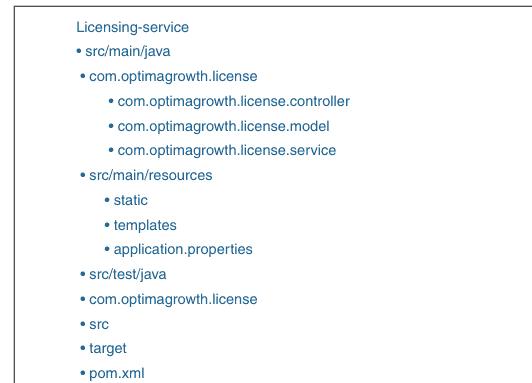 Licensing-service
• src/main/java
• com.optimagrowth.license
• com.optimagrowth.license.controller
• com.optimagrowth.license.model
• com.optimagrowth.license.service
• src/main/resources
• static
• templates
• application.properties
• src/test/java
• com.optimagrowth.license
• src
• target
• pom.xml